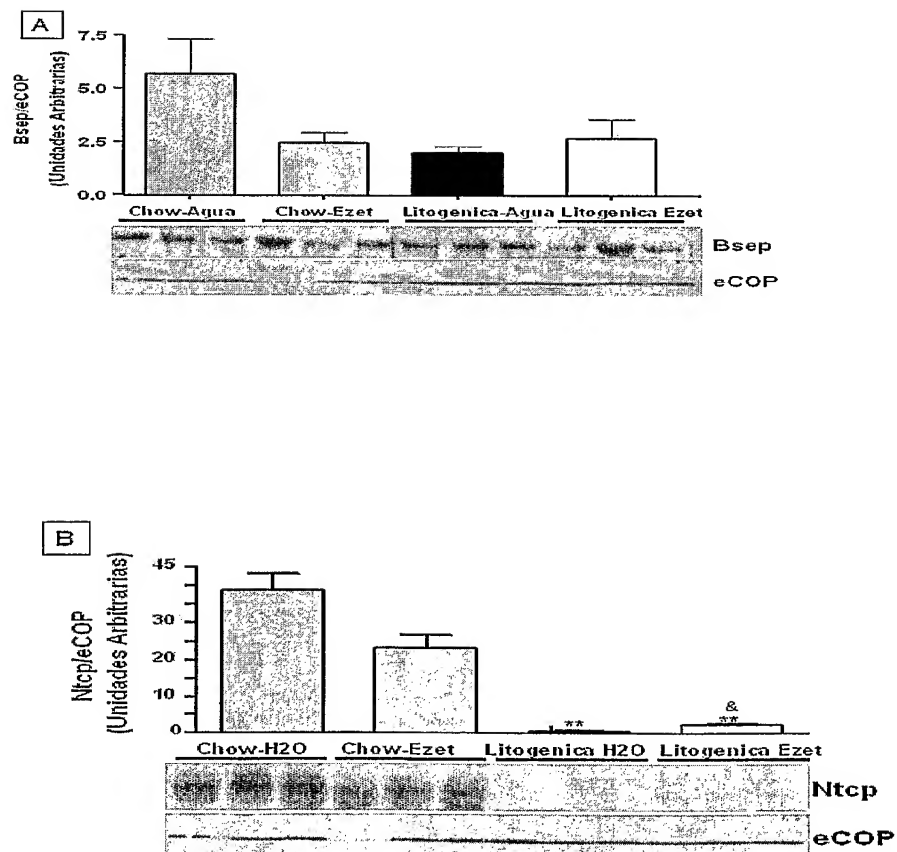 A
Bsep/eCOP
(Unidades Arbitrarias)
7.5
5.0
2.5
0.0
Chow-Agua Chow-Ezet Litogenica-Agua Litogenica Ezet
Bsep
eCOP
B
Ntcp/eCOP
(Unidades Arbitrarias)
45
30
20
10
0
**
&
**
Chow-H2O Chow-Ezet Litogenica H2O Litogenica Ezet
Ntcp
eCOP